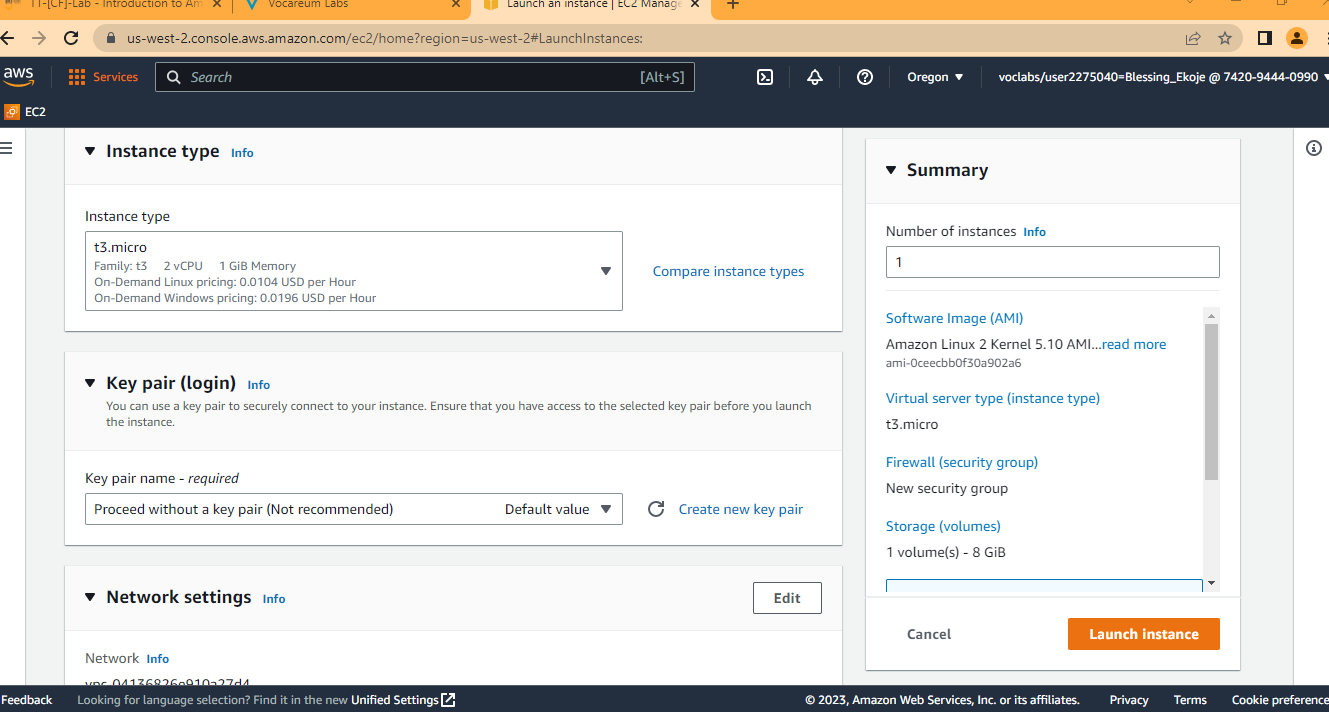 TT-[CF]-Lab - Introduction to Am
Vocareum Labs
Launch an instance | EC2 Manage
us-west-2.console.aws.amazon.com/ec2/home?region=us-west-2#LaunchInstances:
aws
Services
Search
[Alt+S]
Oregon
voclabs/user2275040=Blessing_Ekoje @ 7420-9444-0990
EC2
Instance type Info
Instance type
t3.micro
Family: t3 2 vCPU 1 GiB Memory
On-Demand Linux pricing: 0.0104 USD per Hour
On-Demand Windows pricing: 0.0196 USD per Hour
Compare instance types
Key pair (login) Info
You can use a key pair to securely connect to your instance. Ensure that you have access to the selected key pair before you launch
the instance.
Key pair name - required
Proceed without a key pair (Not recommended) Default value
Create new key pair
Network settings Info
Edit
Network Info
vpc-04136826e910a27d4
Summary
Number of instances Info
1
Software Image (AMI)
Amazon Linux 2 Kernel 5.10 AMI...read more
ami-0ceecbb0f30a902a6
Virtual server type (instance type)
t3.micro
Firewall (security group)
New security group
Storage (volumes)
1 volume(s) - 8 GiB
Cancel
Launch instance
Feedback
Looking for language selection? Find it in the new Unified Settings
© 2023, Amazon Web Services, Inc. or its affiliates.
Privacy
Terms
Cookie preference